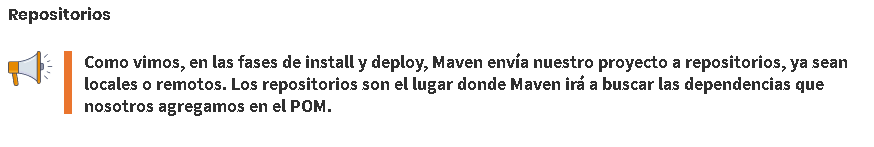 Repositorios
Como vimos, en las fases de install y deploy, Maven envía nuestro proyecto a repositorios, ya sean
locales o remotos. Los repositorios son el lugar donde Maven irá a buscar las dependencias que
nosotros agregamos en el POM.